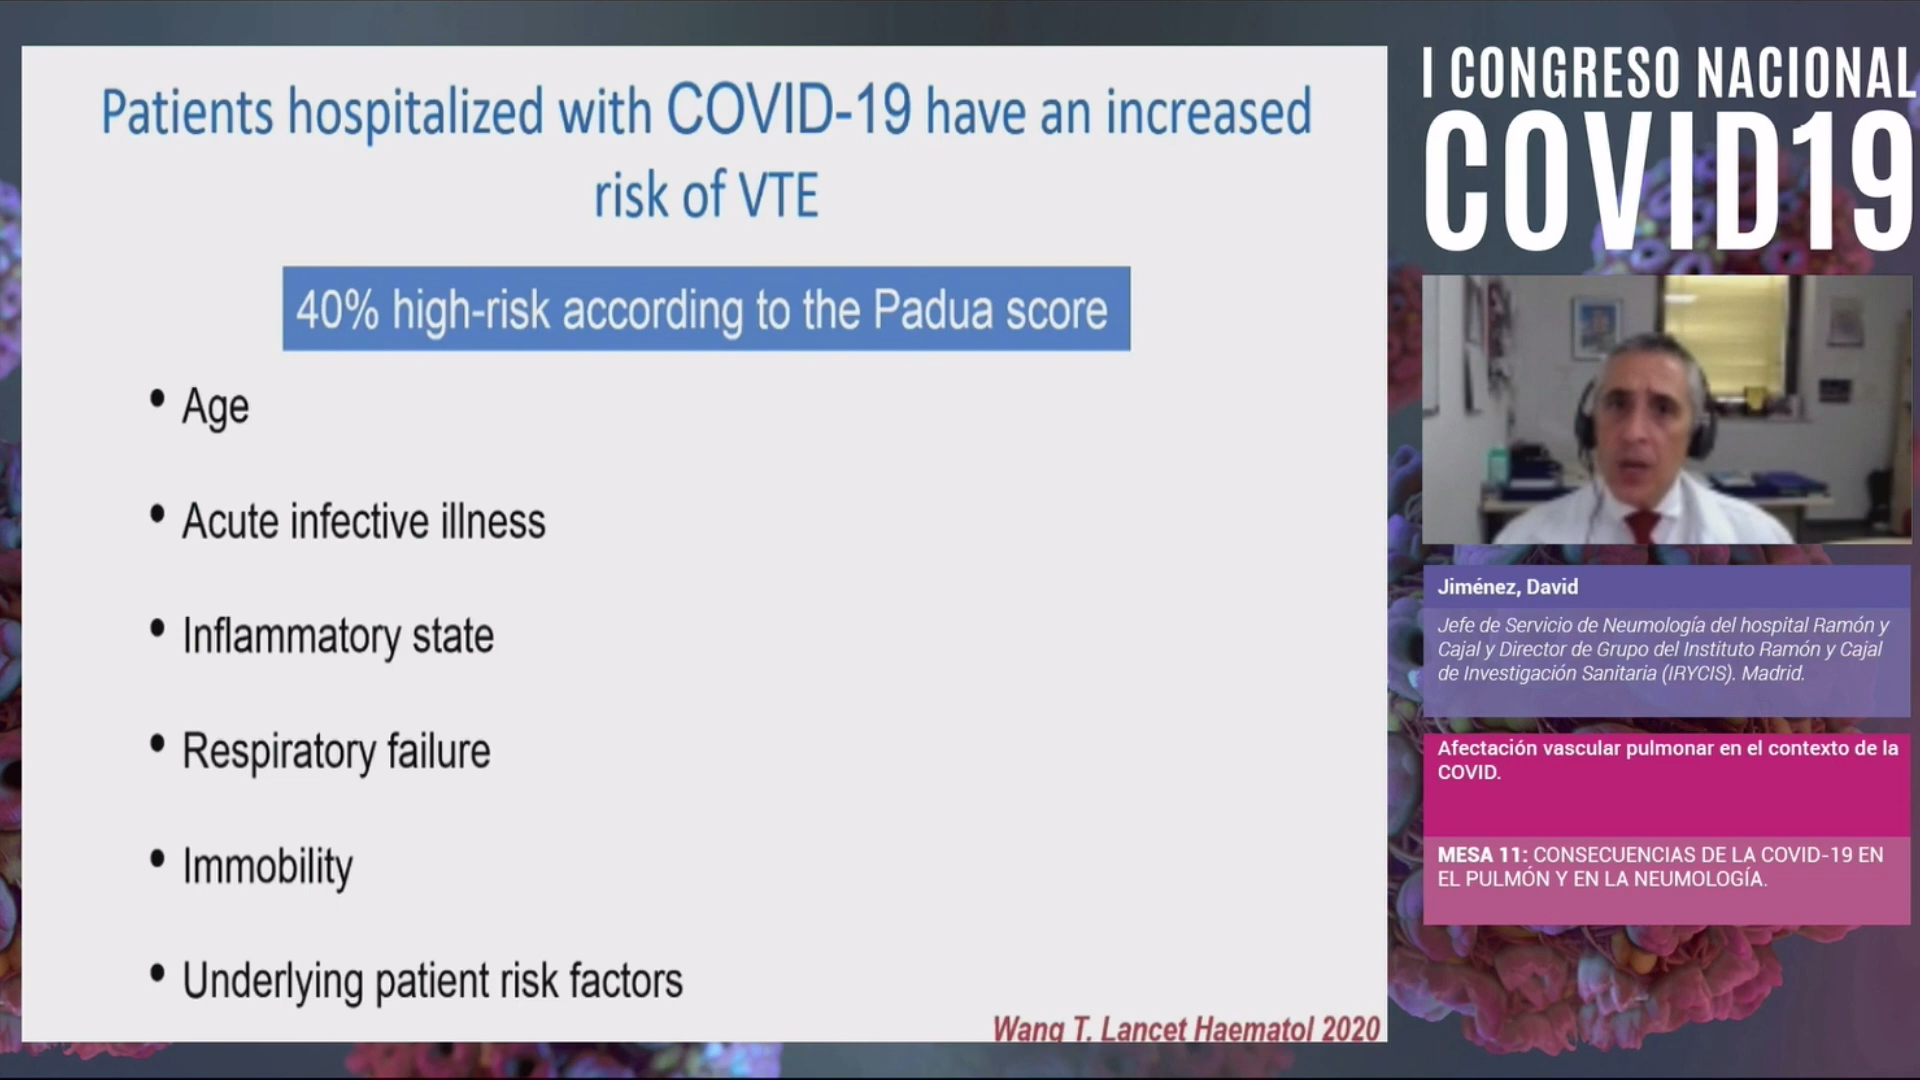 Patients hospitalized with COVID-19 have an increased
risk of VTE
40% high-risk according to the Padua score
• Age
• Acute infective illness
• Inflammatory state
• Respiratory failure
• Immobility
• Underlying patient risk factors
Wang T. Lancet Haematol 2020
I CONGRESO NACIONAL
COVID19
Jiménez, David
Jefe de Servicio de Neumología del hospital Ramón y
Cajal y Director de Grupo del Instituto Ramón y Cajal
de Investigación Sanitaria (IRYCIS). Madrid.
Afectación vascular pulmonar en el contexto de la
COVID.
MESA 11: CONSECUENCIAS DE LA COVID-19 EN
EL PULMÓN Y EN LA NEUMOLOGÍA.